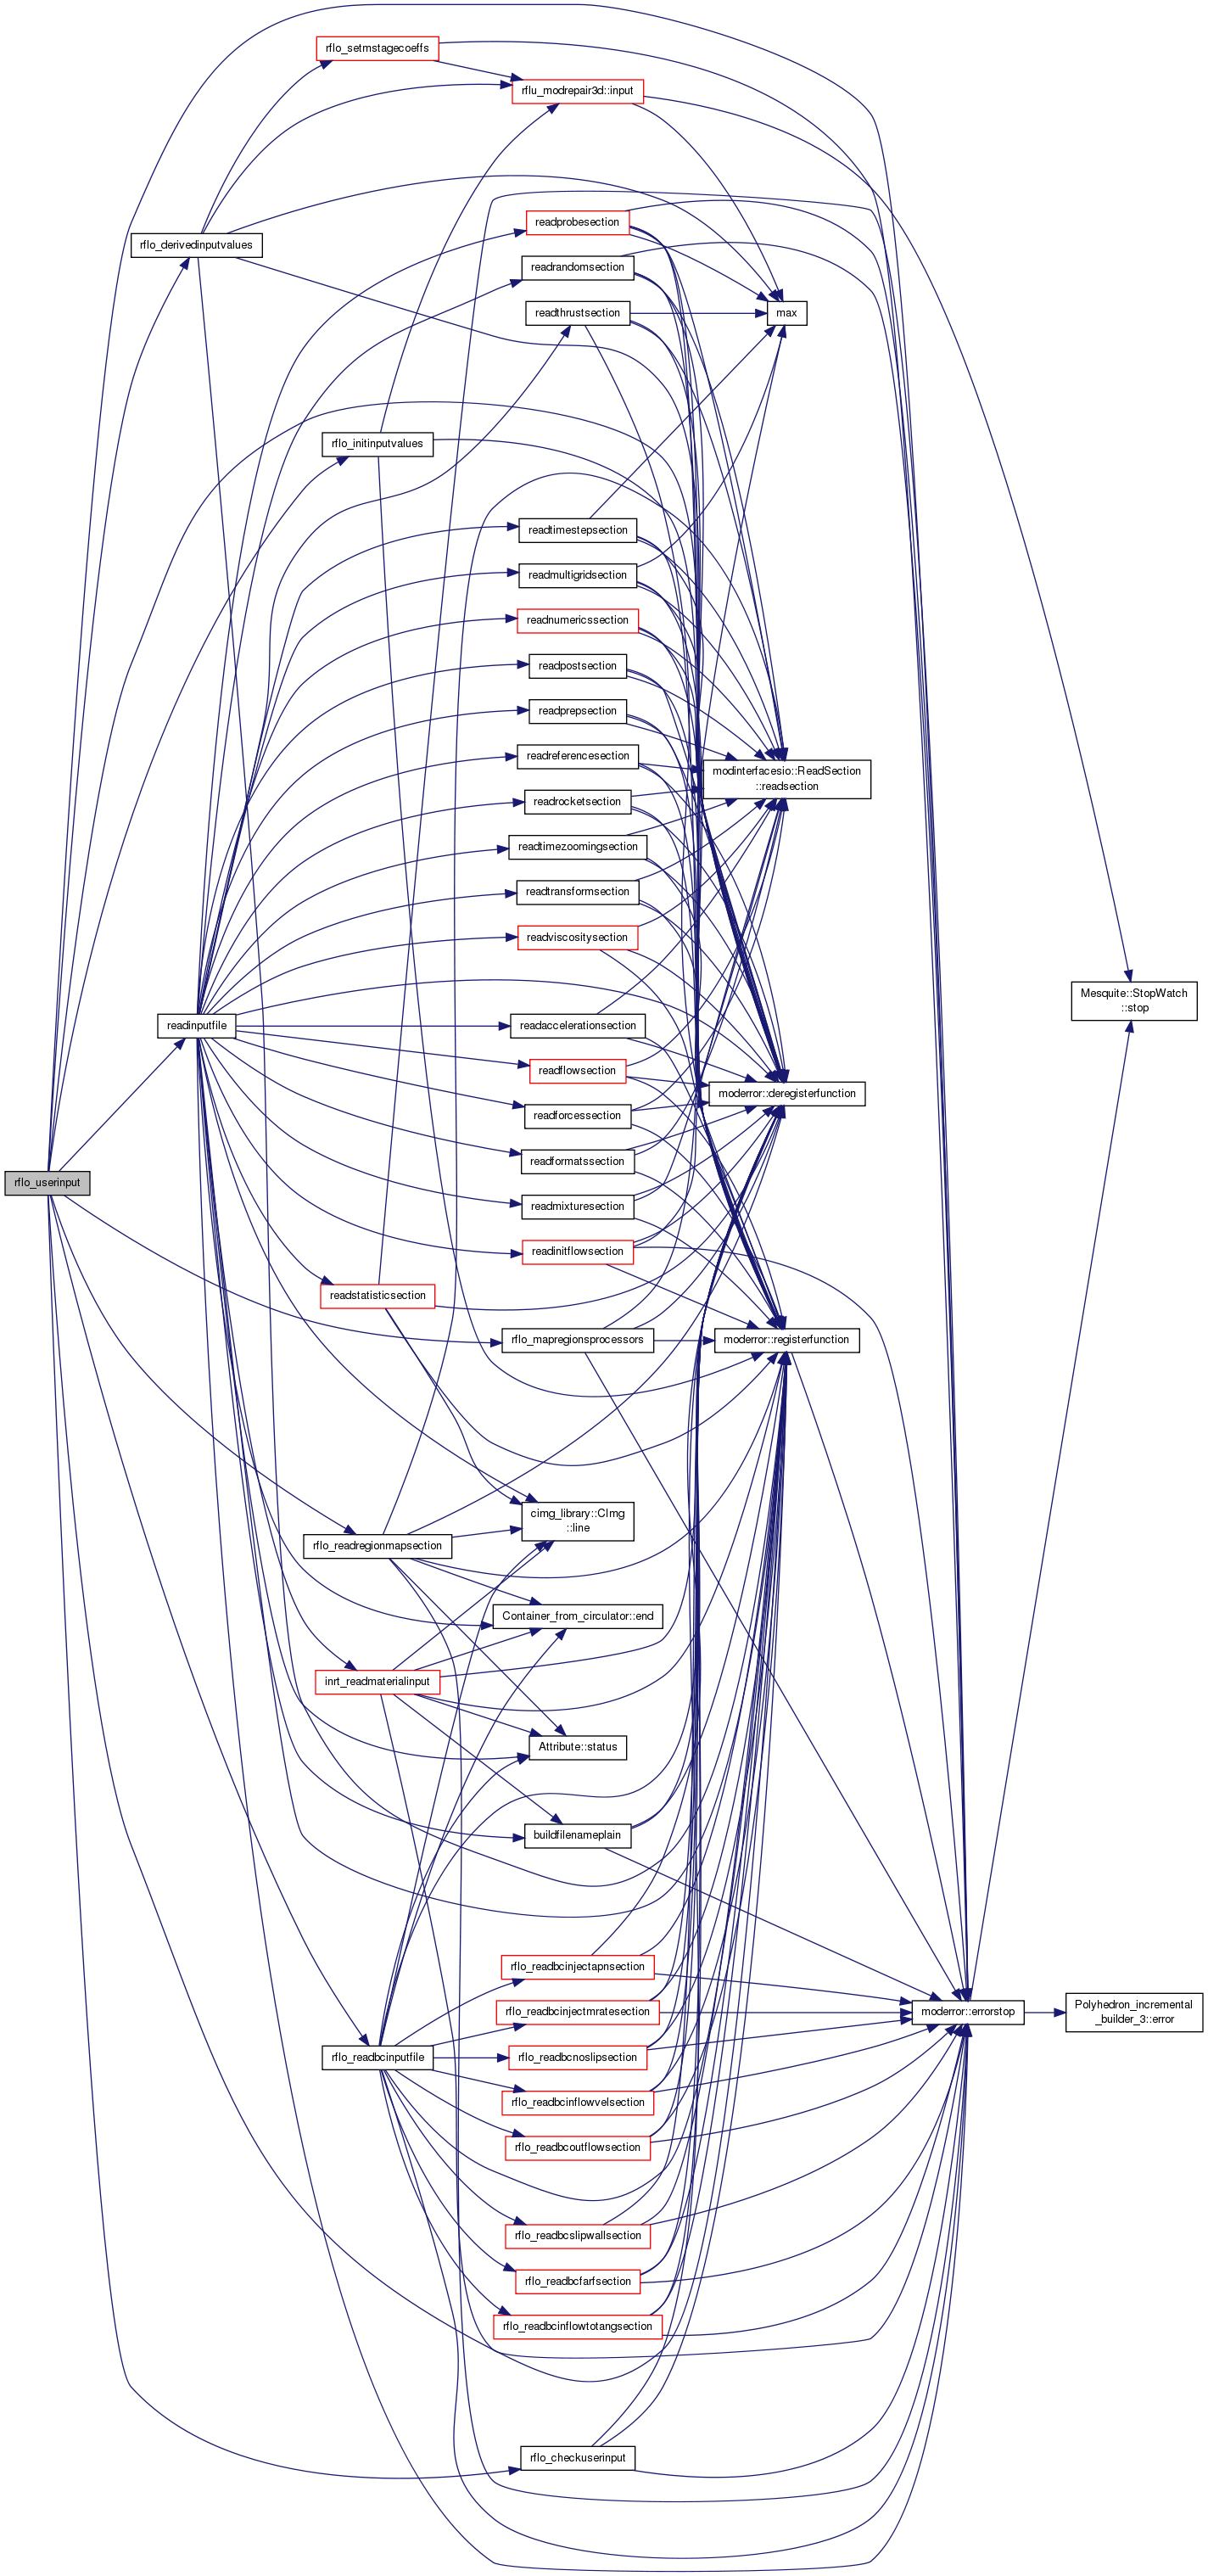 rflo_setmstagecoeffs
rflu_modrepair3d::input
readprobesection
rflo_derivedinputvalues
readrandomsection
readthrustsection
max
rflo_initinputvalues
readtimestepsection
readmultigridsection
readnumericssection
readpostsection
readprepsection
readreferencesection
modinterfacesio::ReadSection
::readsection
readrocketsection
readtimezoomingsection
readtransformsection
readviscositysection
Mesquite::StopWatch
::stop
readinputfile
readaccelerationsection
readflowsection
moderror::deregisterfunction
readforcessection
readformatssection
rflo_userinput
readmixturesection
readinitflowsection
readstatisticsection
rflo_mapregionsprocessors
moderror::registerfunction
cimg_library::CImg
::line
rflo_readregionmapsection
Container_from_circulator::end
inrt_readmaterialinput
Attribute::status
buildfilenameplain
rflo_readbcinjectapnsection
rflo_readbcinjectmratesection
moderror::errorstop
Polyhedron_incremental
_builder_3::error
rflo_readbcinputfile
rflo_readbcnoslipsection
rflo_readbcinflowvelsection
rflo_readbcoutflowsection
rflo_readbcslipwallsection
rflo_readbcfarfsection
rflo_readbcinflowtotangsection
rflo_checkuserinput